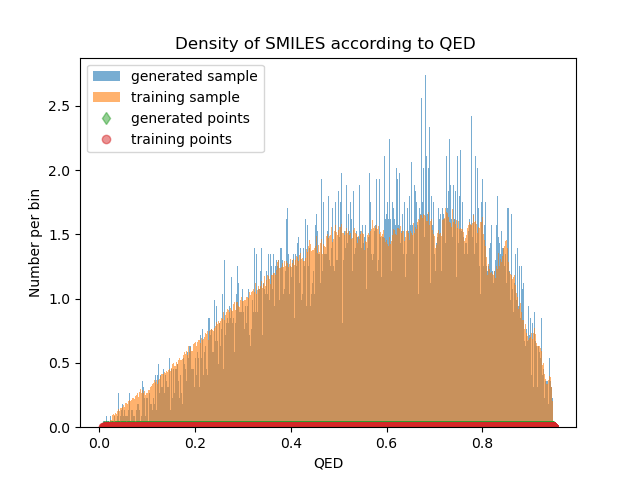 Density of SMILES according to QED
generated sample
training sample
generated points
training points
2.5
2.0
1.5
1.0
0.5
0.0
Number per bin
0.0 0.2 0.4 0.6 0.8
QED